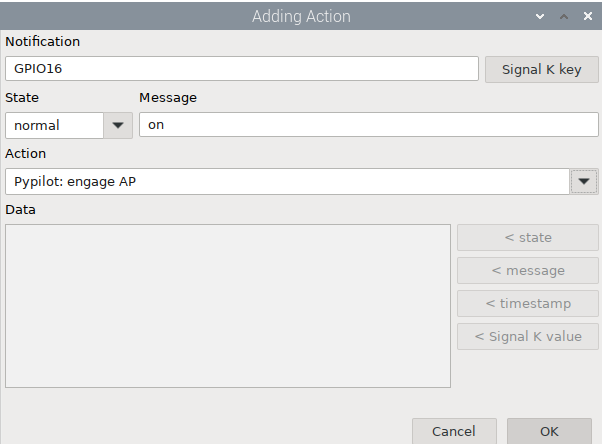 Adding Action
Notification
GPIO16
Signal K key
State
Message
normal
on
Action
Pypilot: engage AP
Data
< state
< message
< timestamp
< Signal K value
Cancel
OK